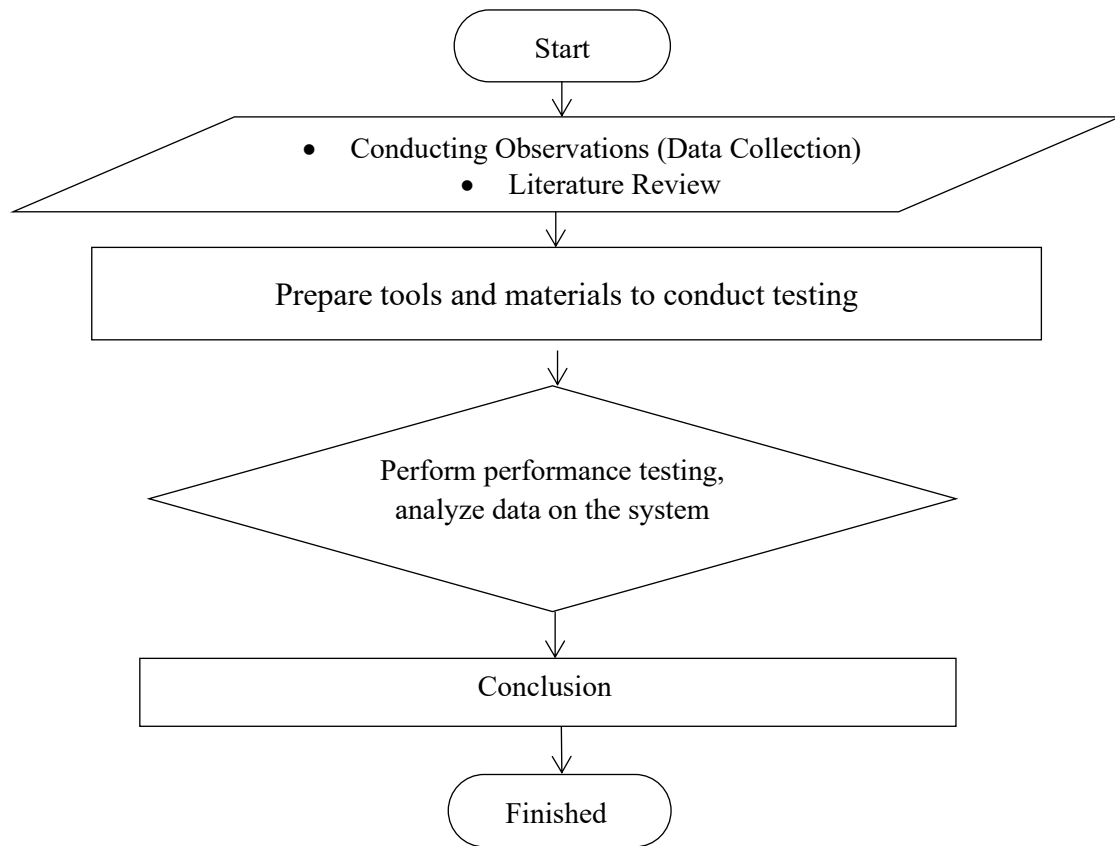 Start
• Conducting Observations (Data Collection)
• Literature Review
Prepare tools and materials to conduct testing
Perform performance testing,
analyze data on the system
Conclusion
Finished